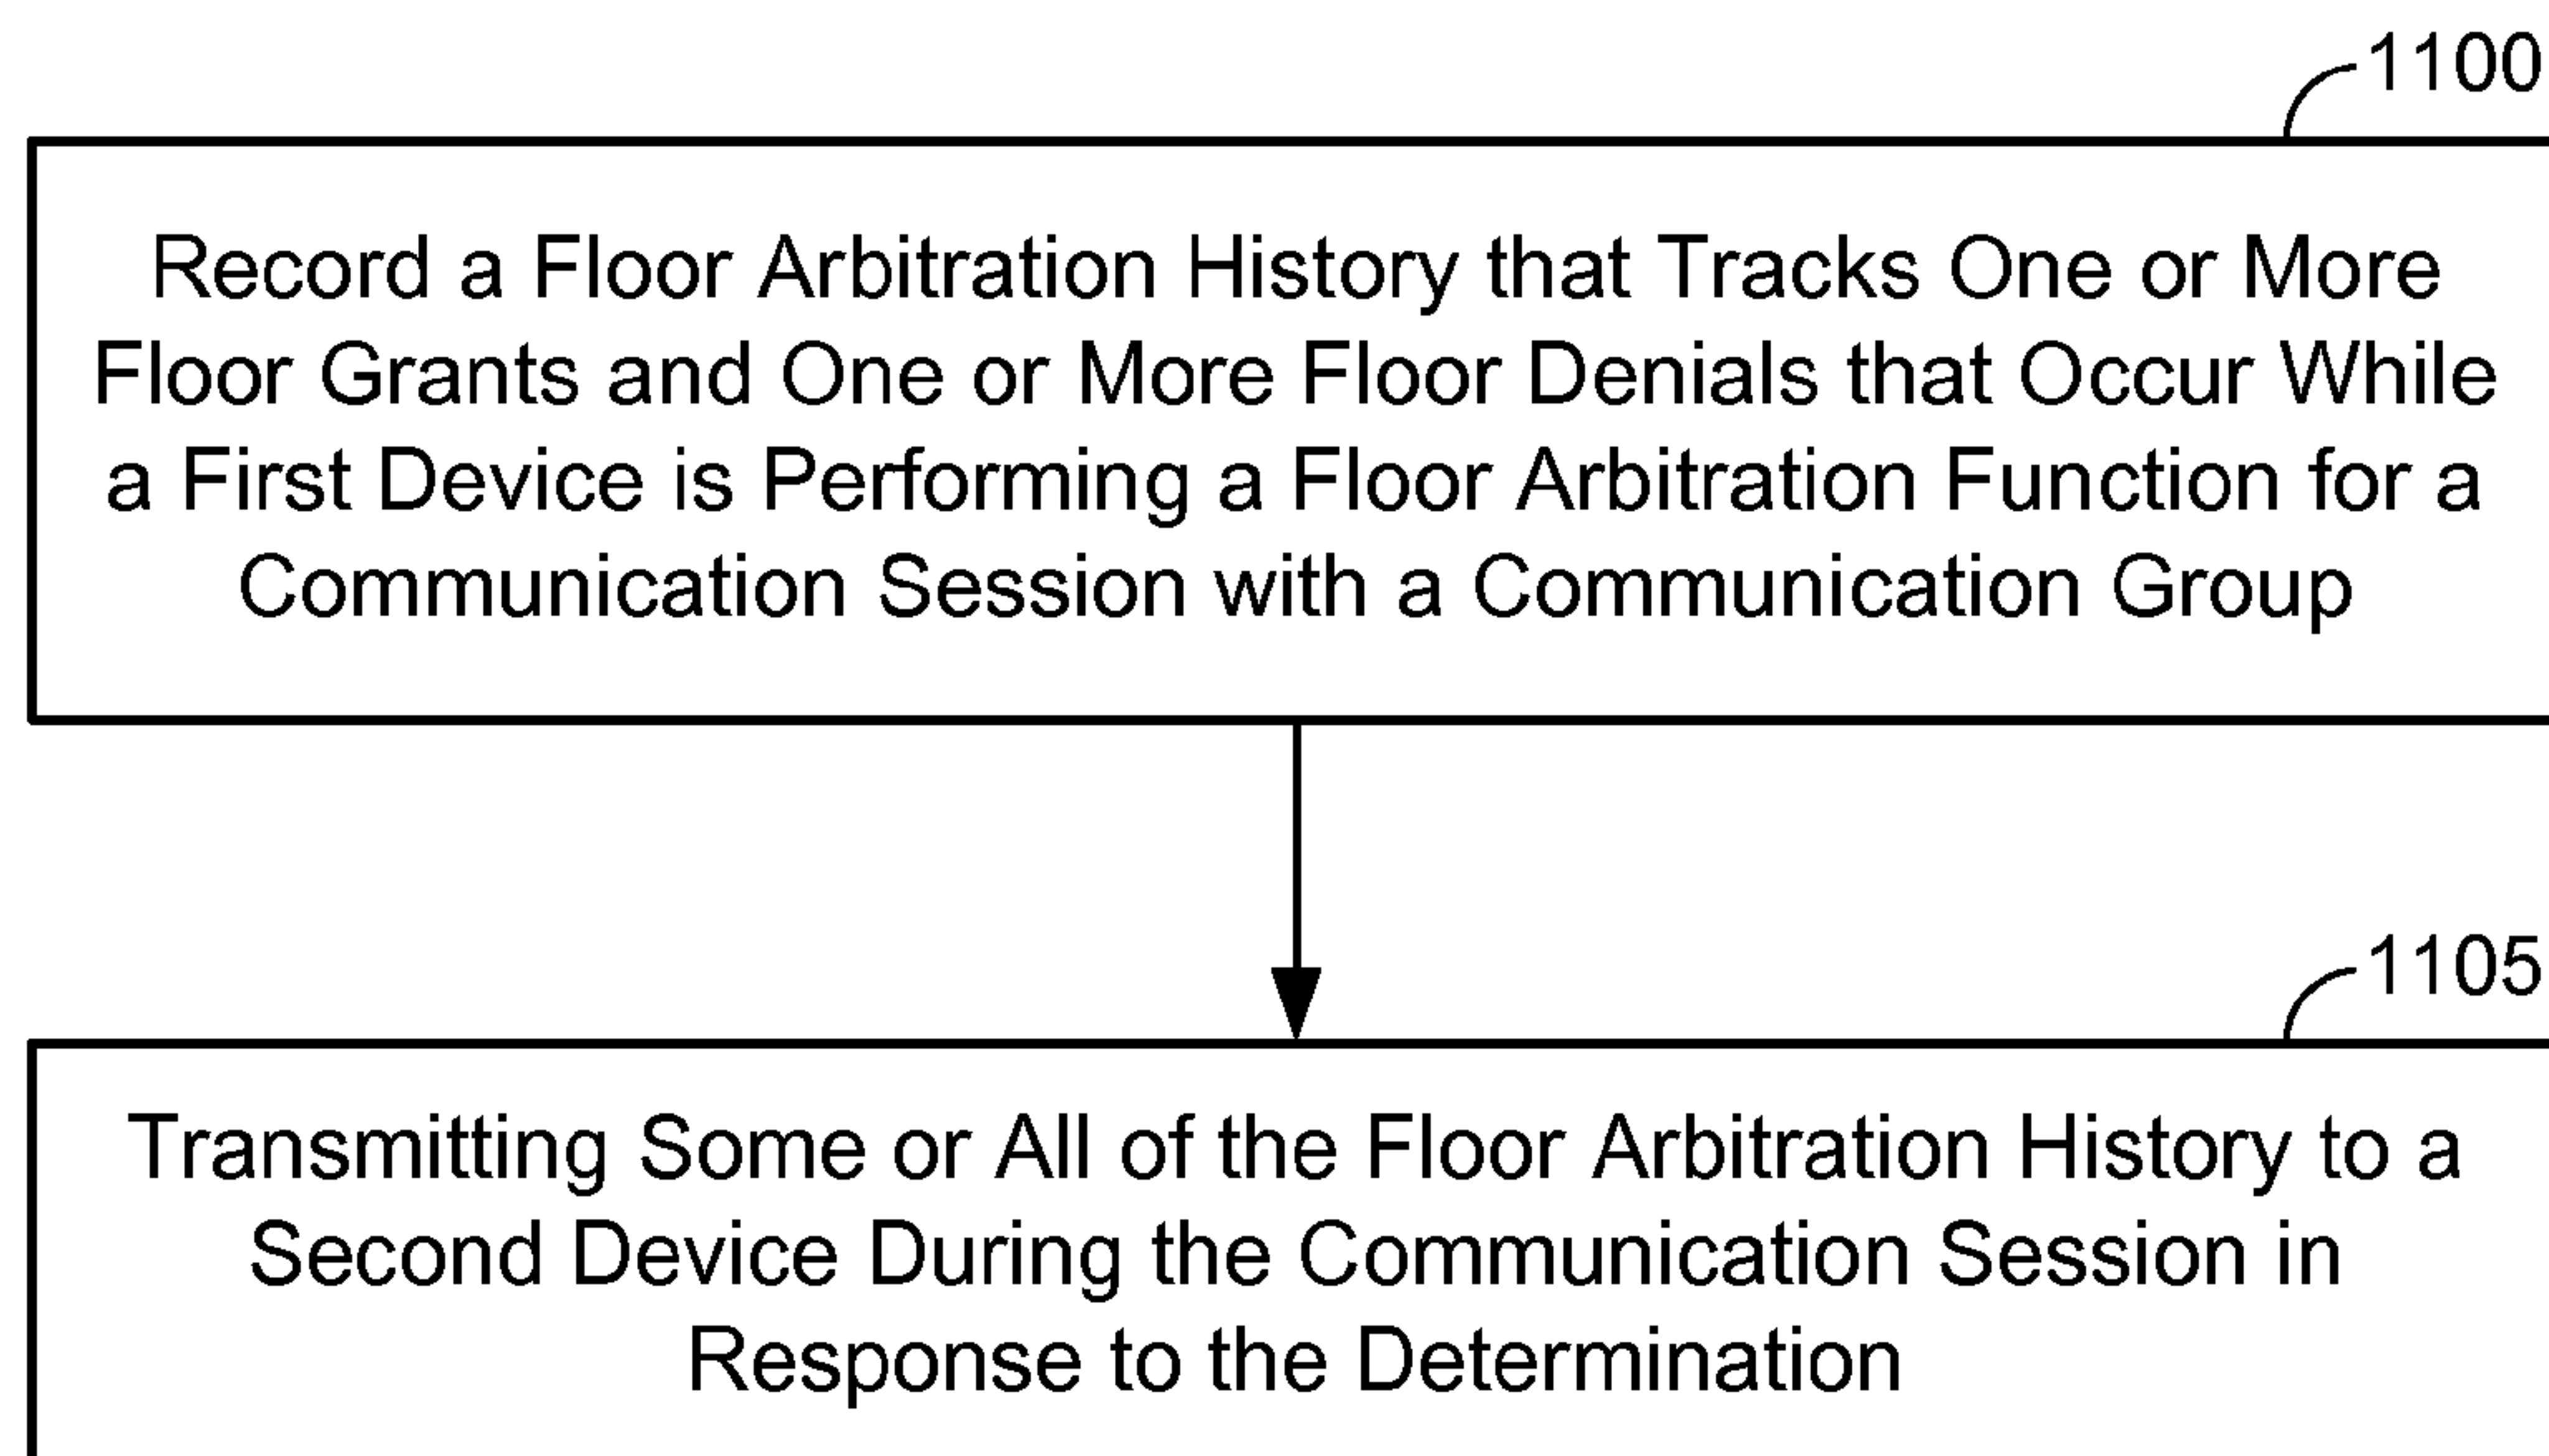 1100
Record a Floor Arbitration History that Tracks One or More
Floor Grants and One or More Floor Denials that Occur While
a First Device is Performing a Floor Arbitration Function for a
Communication Session with a Communication Group
1105
Transmitting Some or All of the Floor Arbitration History to a
Second Device During the Communication Session in
Response to the Determination